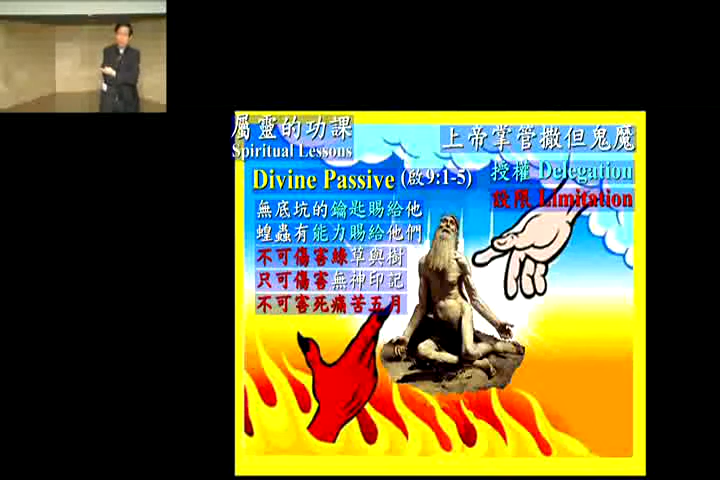 屬靈的功課
Spiritual Lessons
上帝掌管撒但鬼魔
授權 Delegation
設限 Limitation
Divine Passive (啟9:1-5)
無底坑的鑰匙賜給他
蝗蟲有能力賜給他們
不可傷害綠草與樹
只可傷害無神印記
不可害死痛苦五月